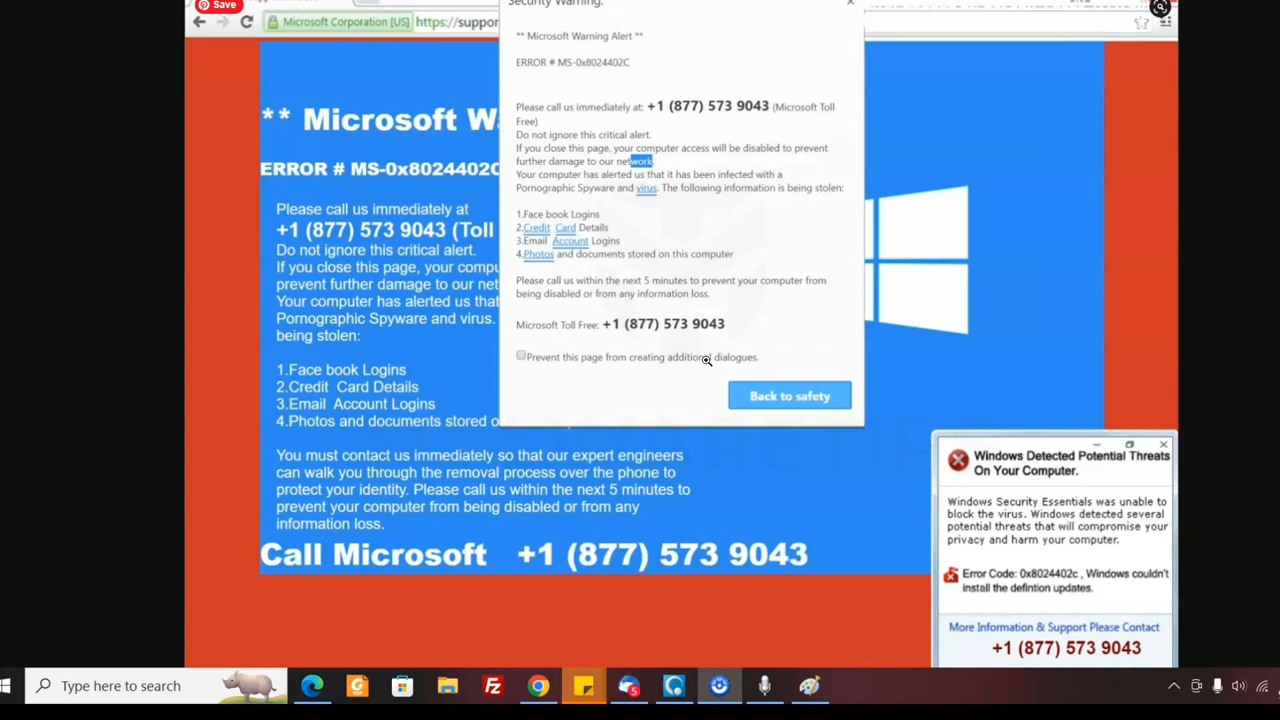 Save
Microsoft Corporation [US]
https://suppor
Security Warning:
** Microsoft Warning Alert **
ERROR # MS-0x8024402C
Please call us immediately at: +1 (877) 573 9043 (Microsoft Toll
Free)
Do not ignore this critical alert.
If you close this page, your computer access will be disabled to prevent
further damage to our network
Your computer has alerted us that it has been infected with a
Pornographic Spyware and virus. The following information is being stolen:
1.Face book Logins
2.Credit Card Details
3.Email Account Logins
4.Photos and documents stored on this computer
Please call us within the next 5 minutes to prevent your computer from
being disabled or from any information loss.
Microsoft Toll Free: +1 (877) 573 9043
Prevent this page from creating additional dialogues.
Back to safety
** Microsoft Wa
ERROR # MS-0x8024402C
Please call us immediately at
+1 (877) 573 9043 (Toll
Do not ignore this critical alert.
If you close this page, your compu
prevent further damage to our net
Your computer has alerted us that
Pornographic Spyware and virus.
being stolen:
1.Face book Logins
2.Credit Card Details
3.Email Account Logins
4.Photos and documents stored o
You must contact us immediately so that our expert engineers
can walk you through the removal process over the phone to
protect your identity. Please call us within the next 5 minutes to
prevent your computer from being disabled or from any
information loss.
Call Microsoft +1 (877) 573 9043
Windows Detected Potential Threats
On Your Computer.
Windows Security Essentials was unable to
block the virus. Windows detected several
potential threats that will compromise your
privacy and harm your computer.
Error Code: 0x8024402c , Windows couldn't
install the defintion updates.
More Information & Support Please Contact
+1 (877) 573 9043
Type here to search
5